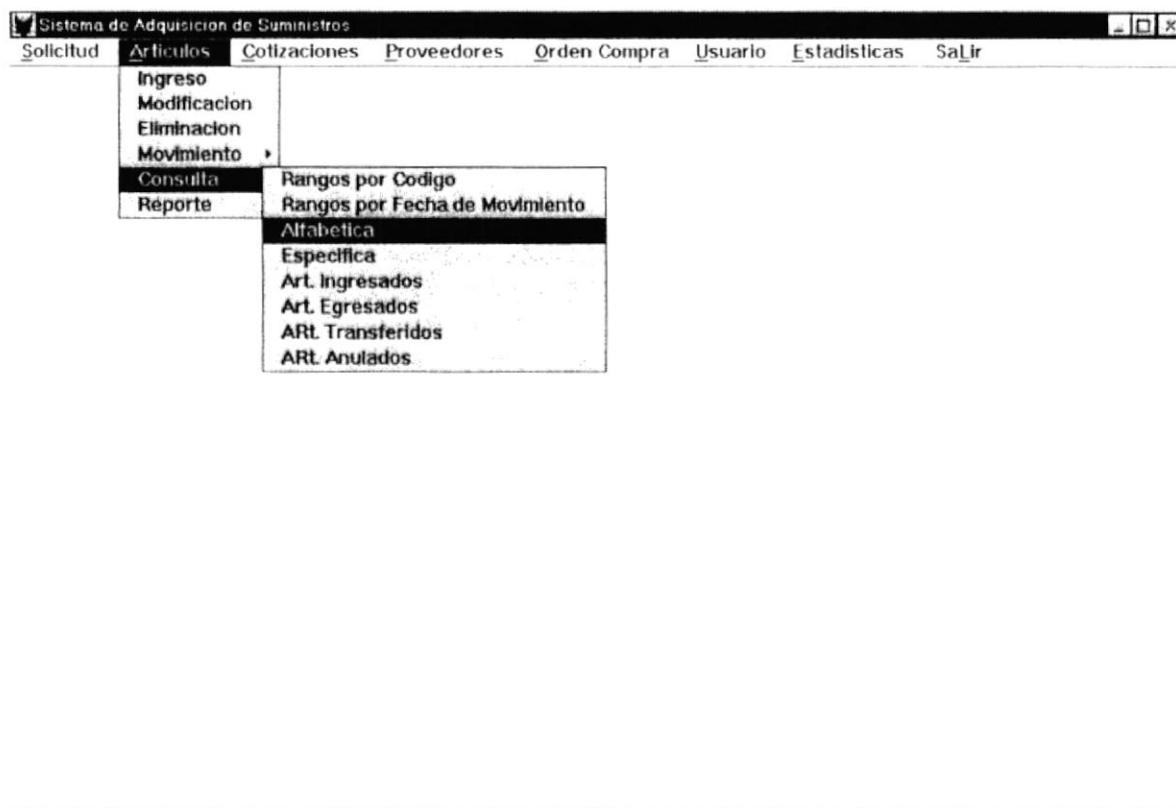 Sistema de Adquisicion de Suministros
Solicitud Articulos Cotizaciones Proveedores Orden Compra Usuario Estadisticas SaLir
Ingreso
Modificacion
Eliminacion
Movimiento
Consulta Rangos por Codigo
Reporte Rangos por Fecha de Movimiento
Alfabetica
Especifica
Art. Ingresados
Art. Egresados
ARt. Transferidos
ARt. Anulados